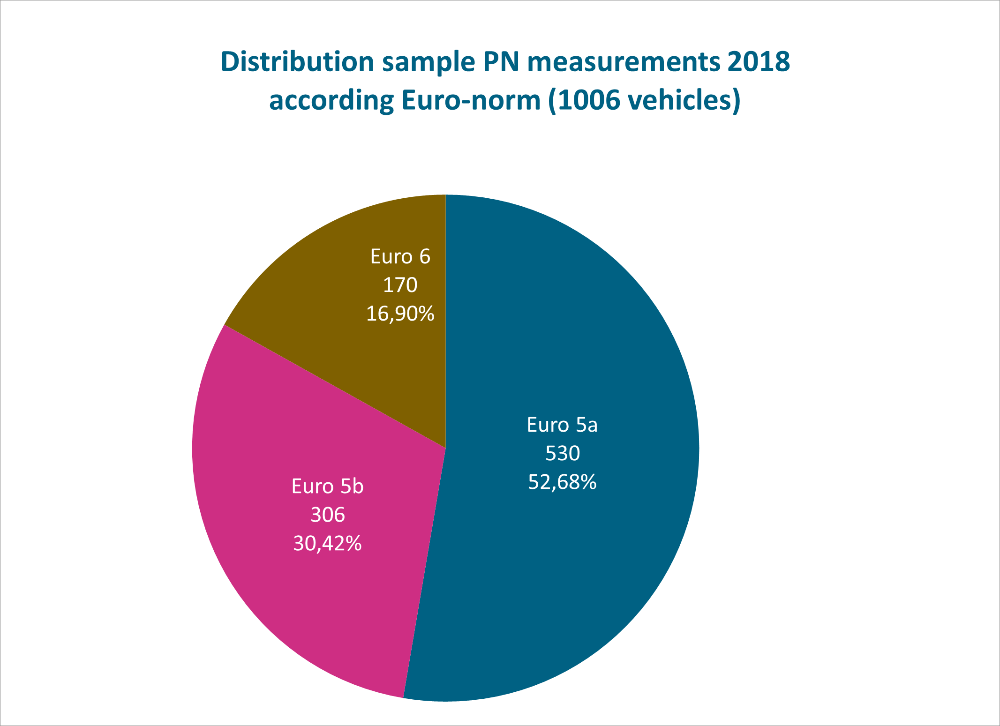 Distribution sample PN measurements 2018
according Euro-norm (1006 vehicles)
Euro 6
170
16,90%
Euro 5a
530
52,68%
Euro 5b
306
30,42%